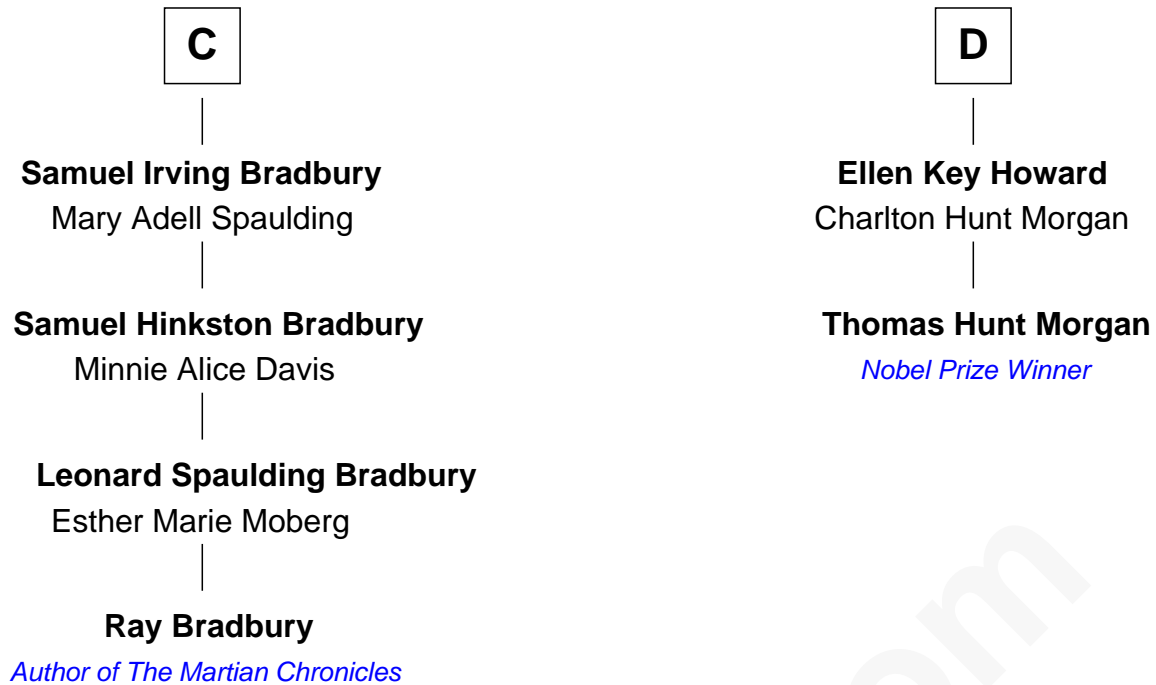 C
Samuel Irving Bradbury
Mary Adell Spaulding
Samuel Hinkston Bradbury
Minnie Alice Davis
Leonard Spaulding Bradbury
Esther Marie Moberg
Ray Bradbury
Author of The Martian Chronicles
D
Ellen Key Howard
Charlton Hunt Morgan
Thomas Hunt Morgan
Nobel Prize Winner
om